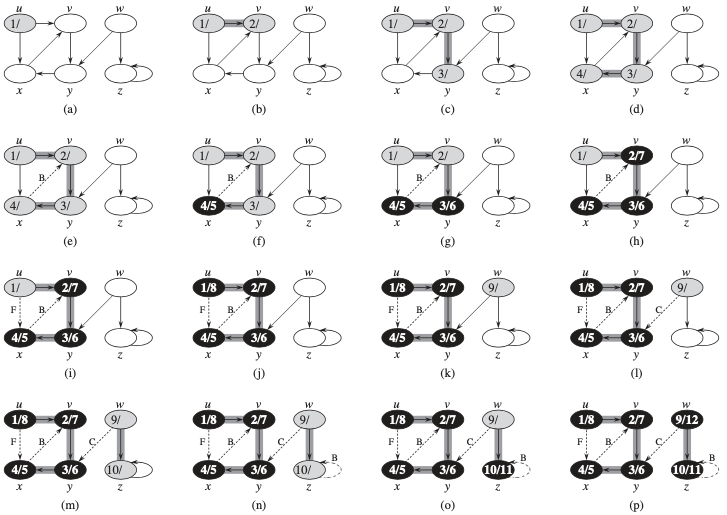 u v w u v w u v w u v w
1/ 1/ 2/ 1/ 2/ 1/ 2/
3/ 4/ 3/
x y z x y z x y z x y z
(a) (b) (c) (d)
u v w u v w u v w u v w
1/ 2/ 1/ 2/ 1/ 2/ 1/ 2/7
B B B B
4/ 3/ 4/5 3/ 4/5 3/6 4/5 3/6
x y z x y z x y z x y z
(e) (f) (g) (h)
u v w u v w u v w u v w
1/ 2/7 1/8 2/7 1/8 2/7 9/ 1/8 2/7 9/
F B F B F B F B C
4/5 3/6 4/5 3/6 4/5 3/6 4/5 3/6
x y z x y z x y z x y z
(i) (j) (k) (l)
u v w u v w u v w u v w
1/8 2/7 9/ 1/8 2/7 9/ 1/8 2/7 9/ 1/8 2/7 9/12
F B C F B C F B C F B C
B B B
4/5 3/6 10/ 4/5 3/6 10/ 4/5 3/6 10/11 4/5 3/6 10/11
x y z x y z x y z x y z
(m) (n) (o) (p)